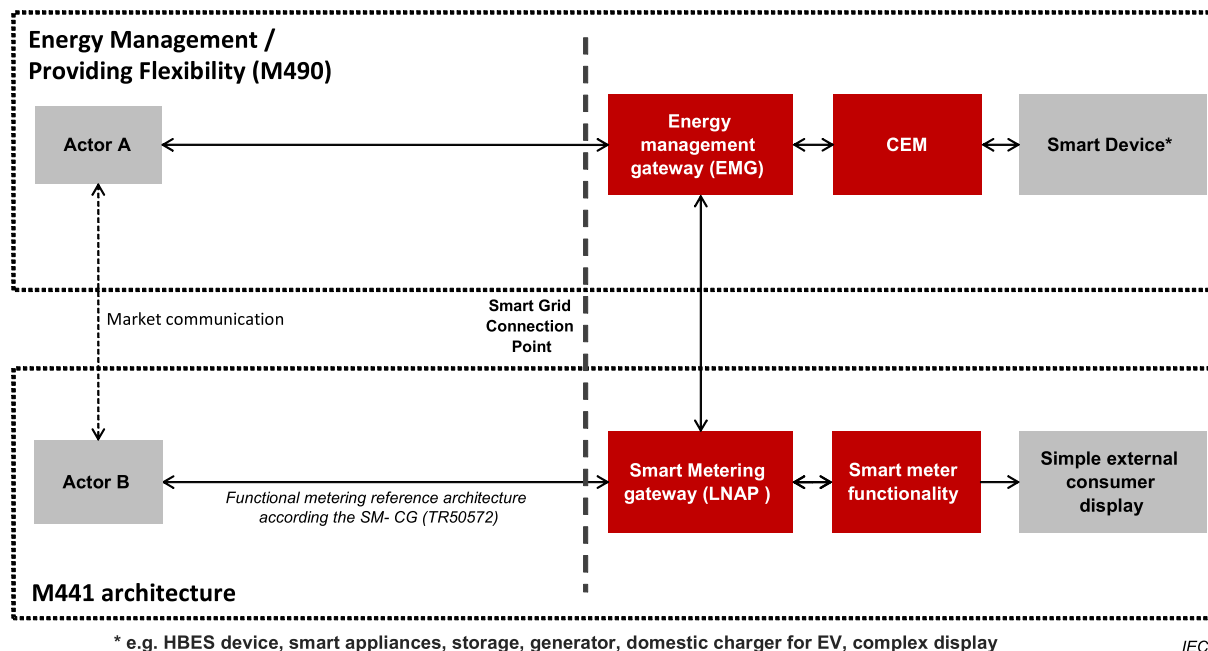 Energy Management /
Providing Flexibility (M490)
Actor A
Energy
management
gateway (EMG)
CEM
Smart Device*
Market communication
Smart Grid
Connection
Point
Actor B
Functional metering reference architecture
according the SM- CG (TR50572)
Smart Metering
gateway (LNAP )
Smart meter
functionality
Simple external
consumer
display
M441 architecture
* e.g. HBES device, smart appliances, storage, generator, domestic charger for EV, complex display
IEC